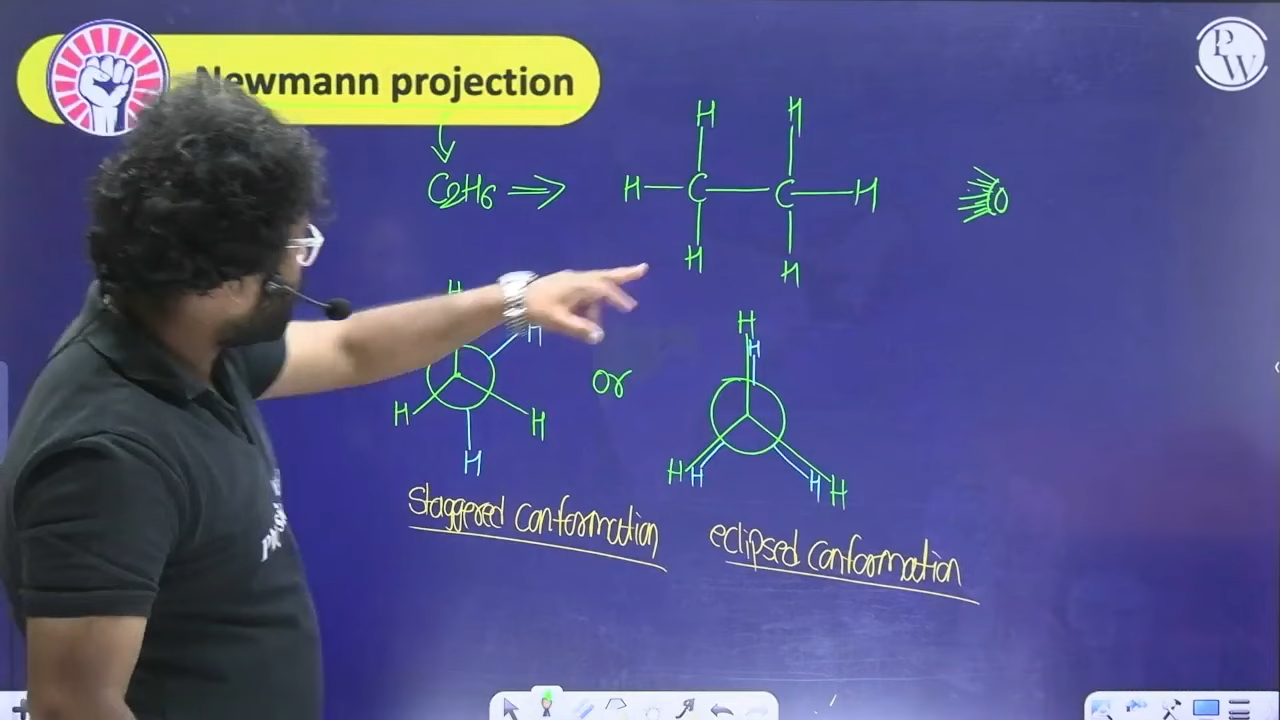 Newmann projection
PW
H H
C2H6 ⇒ H—C—C—H
H H
H
H
H H
H
H
H
or
H
H H
H H
staggered conformation
eclipsed conformation